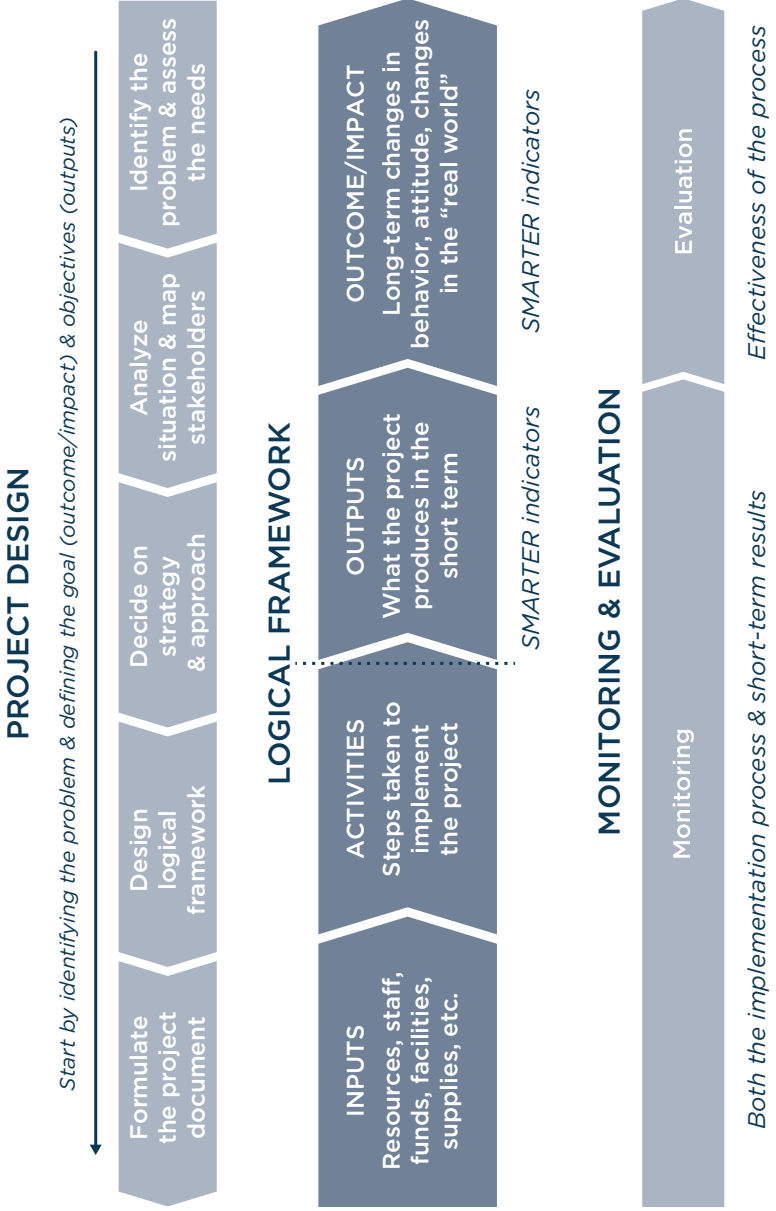 PROJECT DESIGN
Start by identifying the problem & defining the goal (outcome/impact) & objectives (outputs)
Formulate
the project
document
Design
logical
framework
Decide on
strategy
& approach
Analyze
situation & map
stakeholders
Identify the
problem & assess
the needs
LOGICAL FRAMEWORK
INPUTS
Resources, staff,
funds, facilities,
supplies, etc.
ACTIVITIES
Steps taken to
implement
the project
OUTPUTS
What the project
produces in the
short term
OUTCOME/IMPACT
Long-term changes in
behavior, attitude, changes
in the “real world”
SMARTER indicators
SMARTER indicators
MONITORING & EVALUATION
Monitoring
Evaluation
Both the implementation process & short-term results
Effectiveness of the process